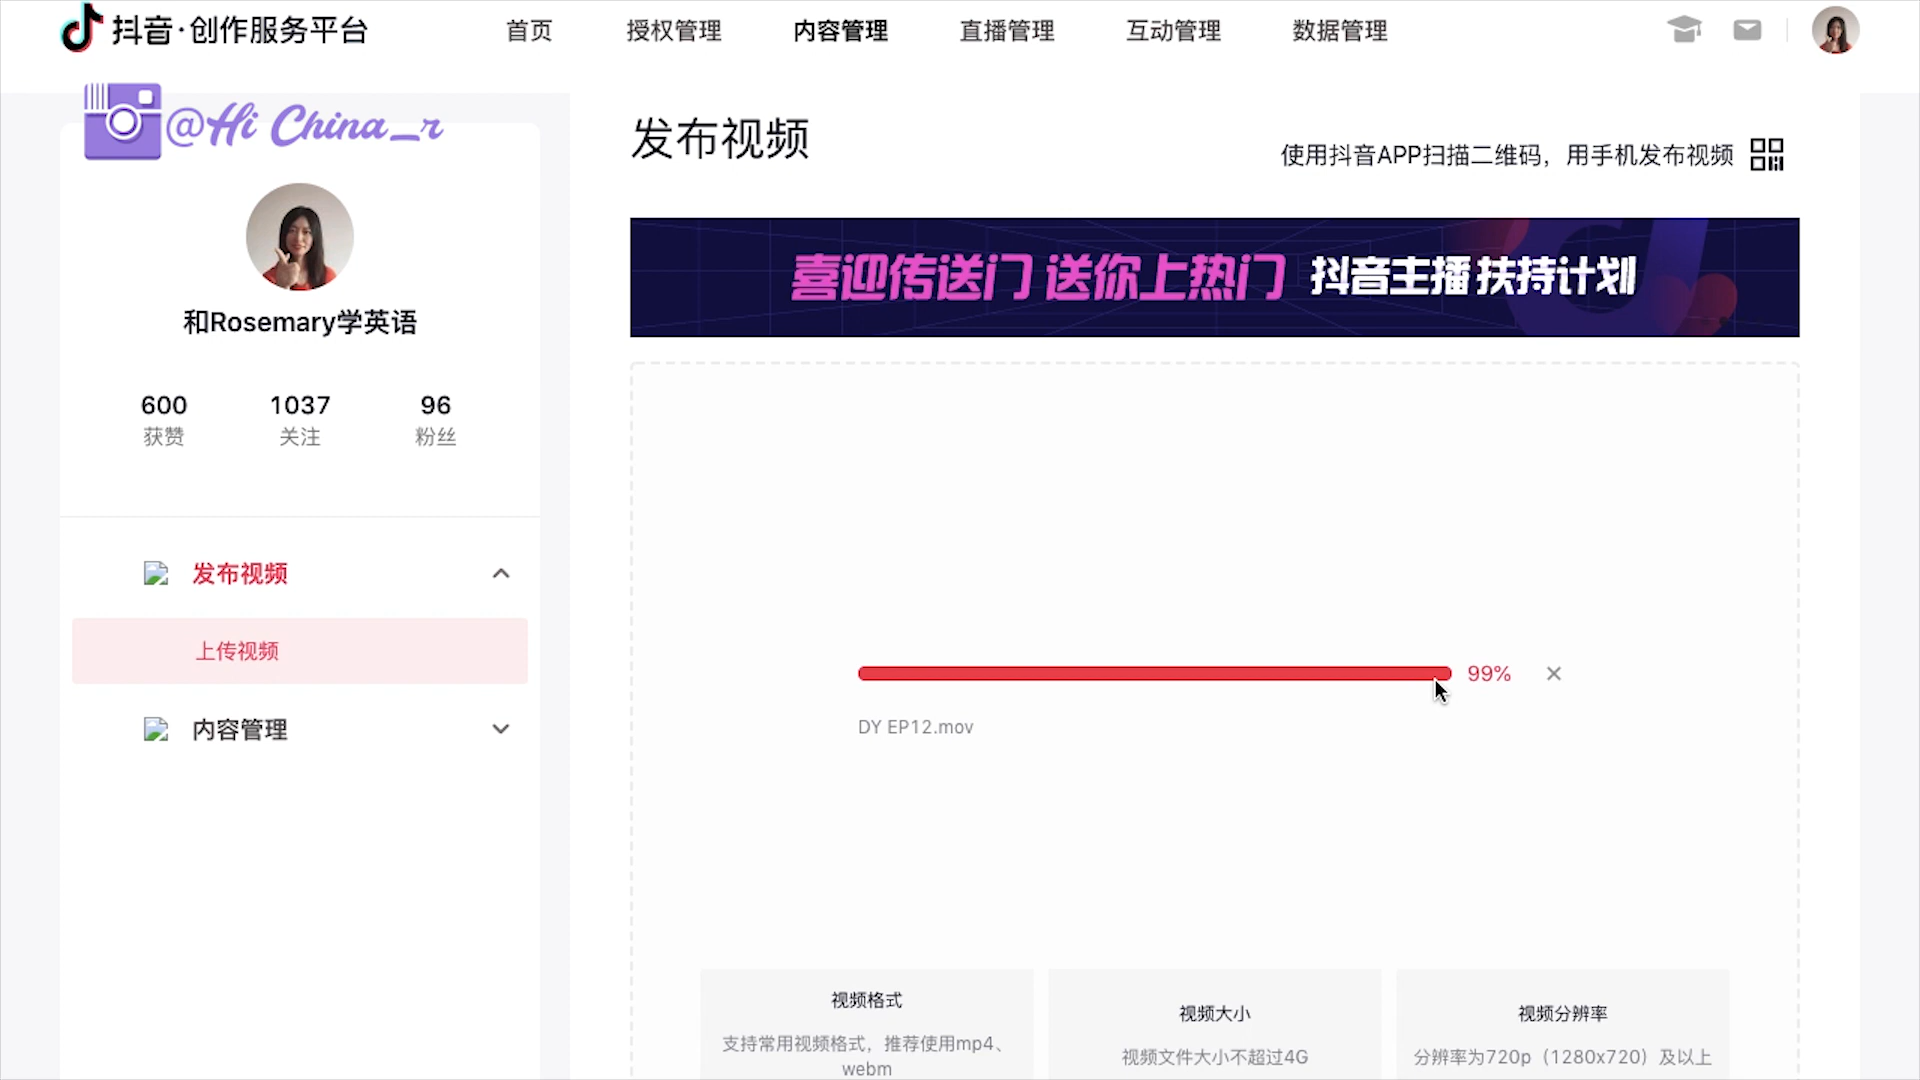 抖音·创作服务平台
首页
授权管理
内容管理
直播管理
互动管理
数据管理
@Hi China_r
和Rosemary学英语
600
获赞
1037
关注
96
粉丝
发布视频
上传视频
内容管理
发布视频
使用抖音APP扫描二维码，用手机发布视频
喜迎传送门 送你上热门 抖音主播扶持计划
99%
DY EP12.mov
视频格式
支持常用视频格式，推荐使用mp4、
webm
视频大小
视频文件大小不超过4G
视频分辨率
分辨率为720p（1280x720）及以上